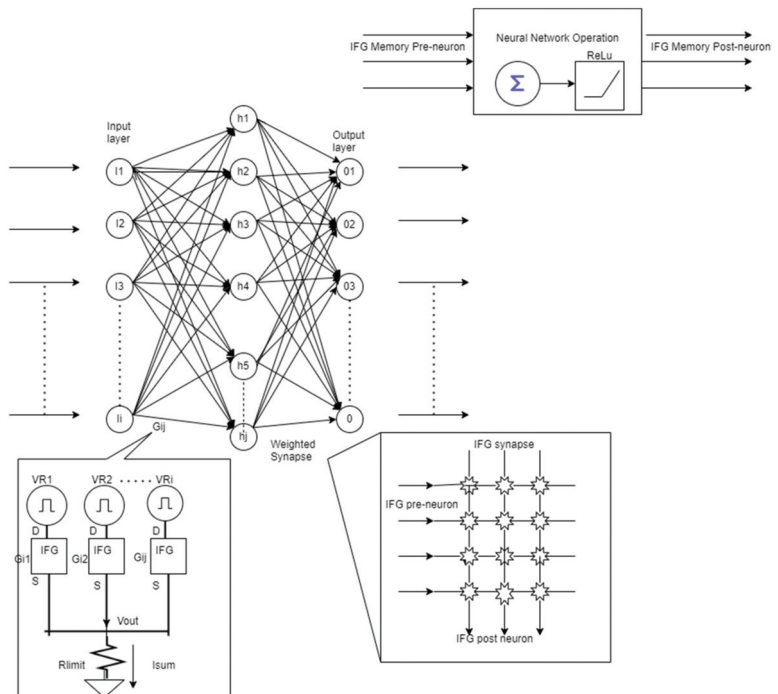 Neural Network Operation
IFG Memory Pre-neuron
ReLu
IFG Memory Post-neuron
Σ
Input
layer
Output
layer
h1
I1
h2
01
I2
h3
02
I3
h4
03
h5
Ii
0
hj
Gij
Weighted
Synapse
VR1
VR2
VRi
D
D
D
Gi1
IFG
Gi2
IFG
Gij
IFG
S
S
S
Vout
Rlimit
Isum
IFG synapse
IFG pre-neuron
IFG post neuron